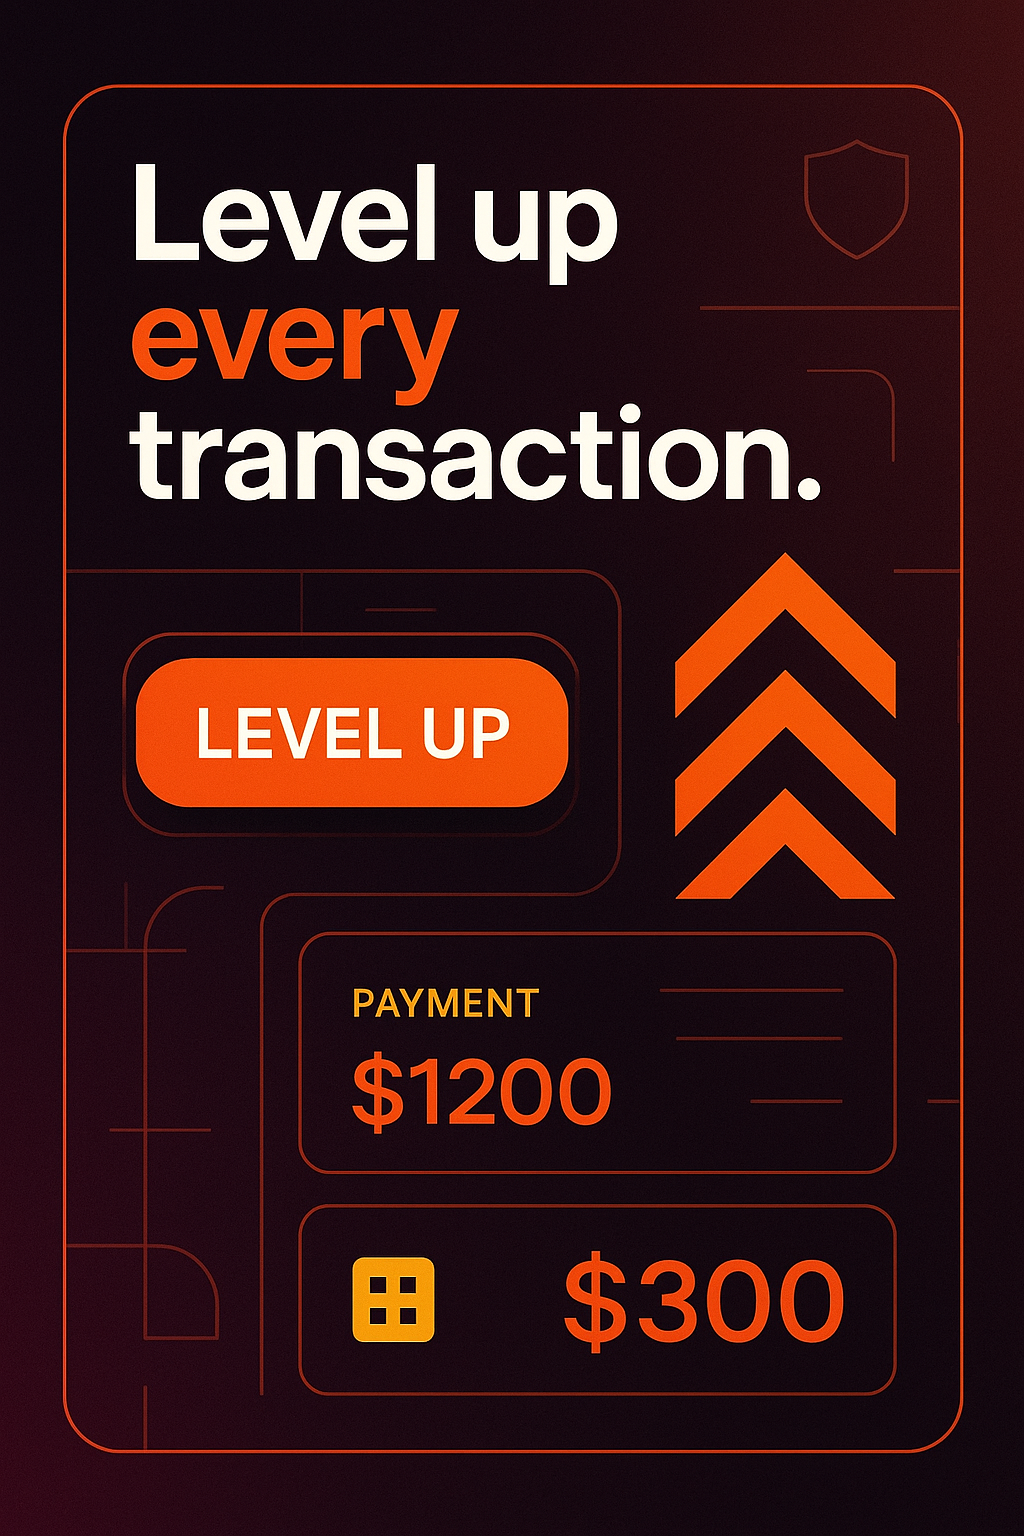 Level up
every
transaction.
LEVEL UP
PAYMENT
$1200
$300